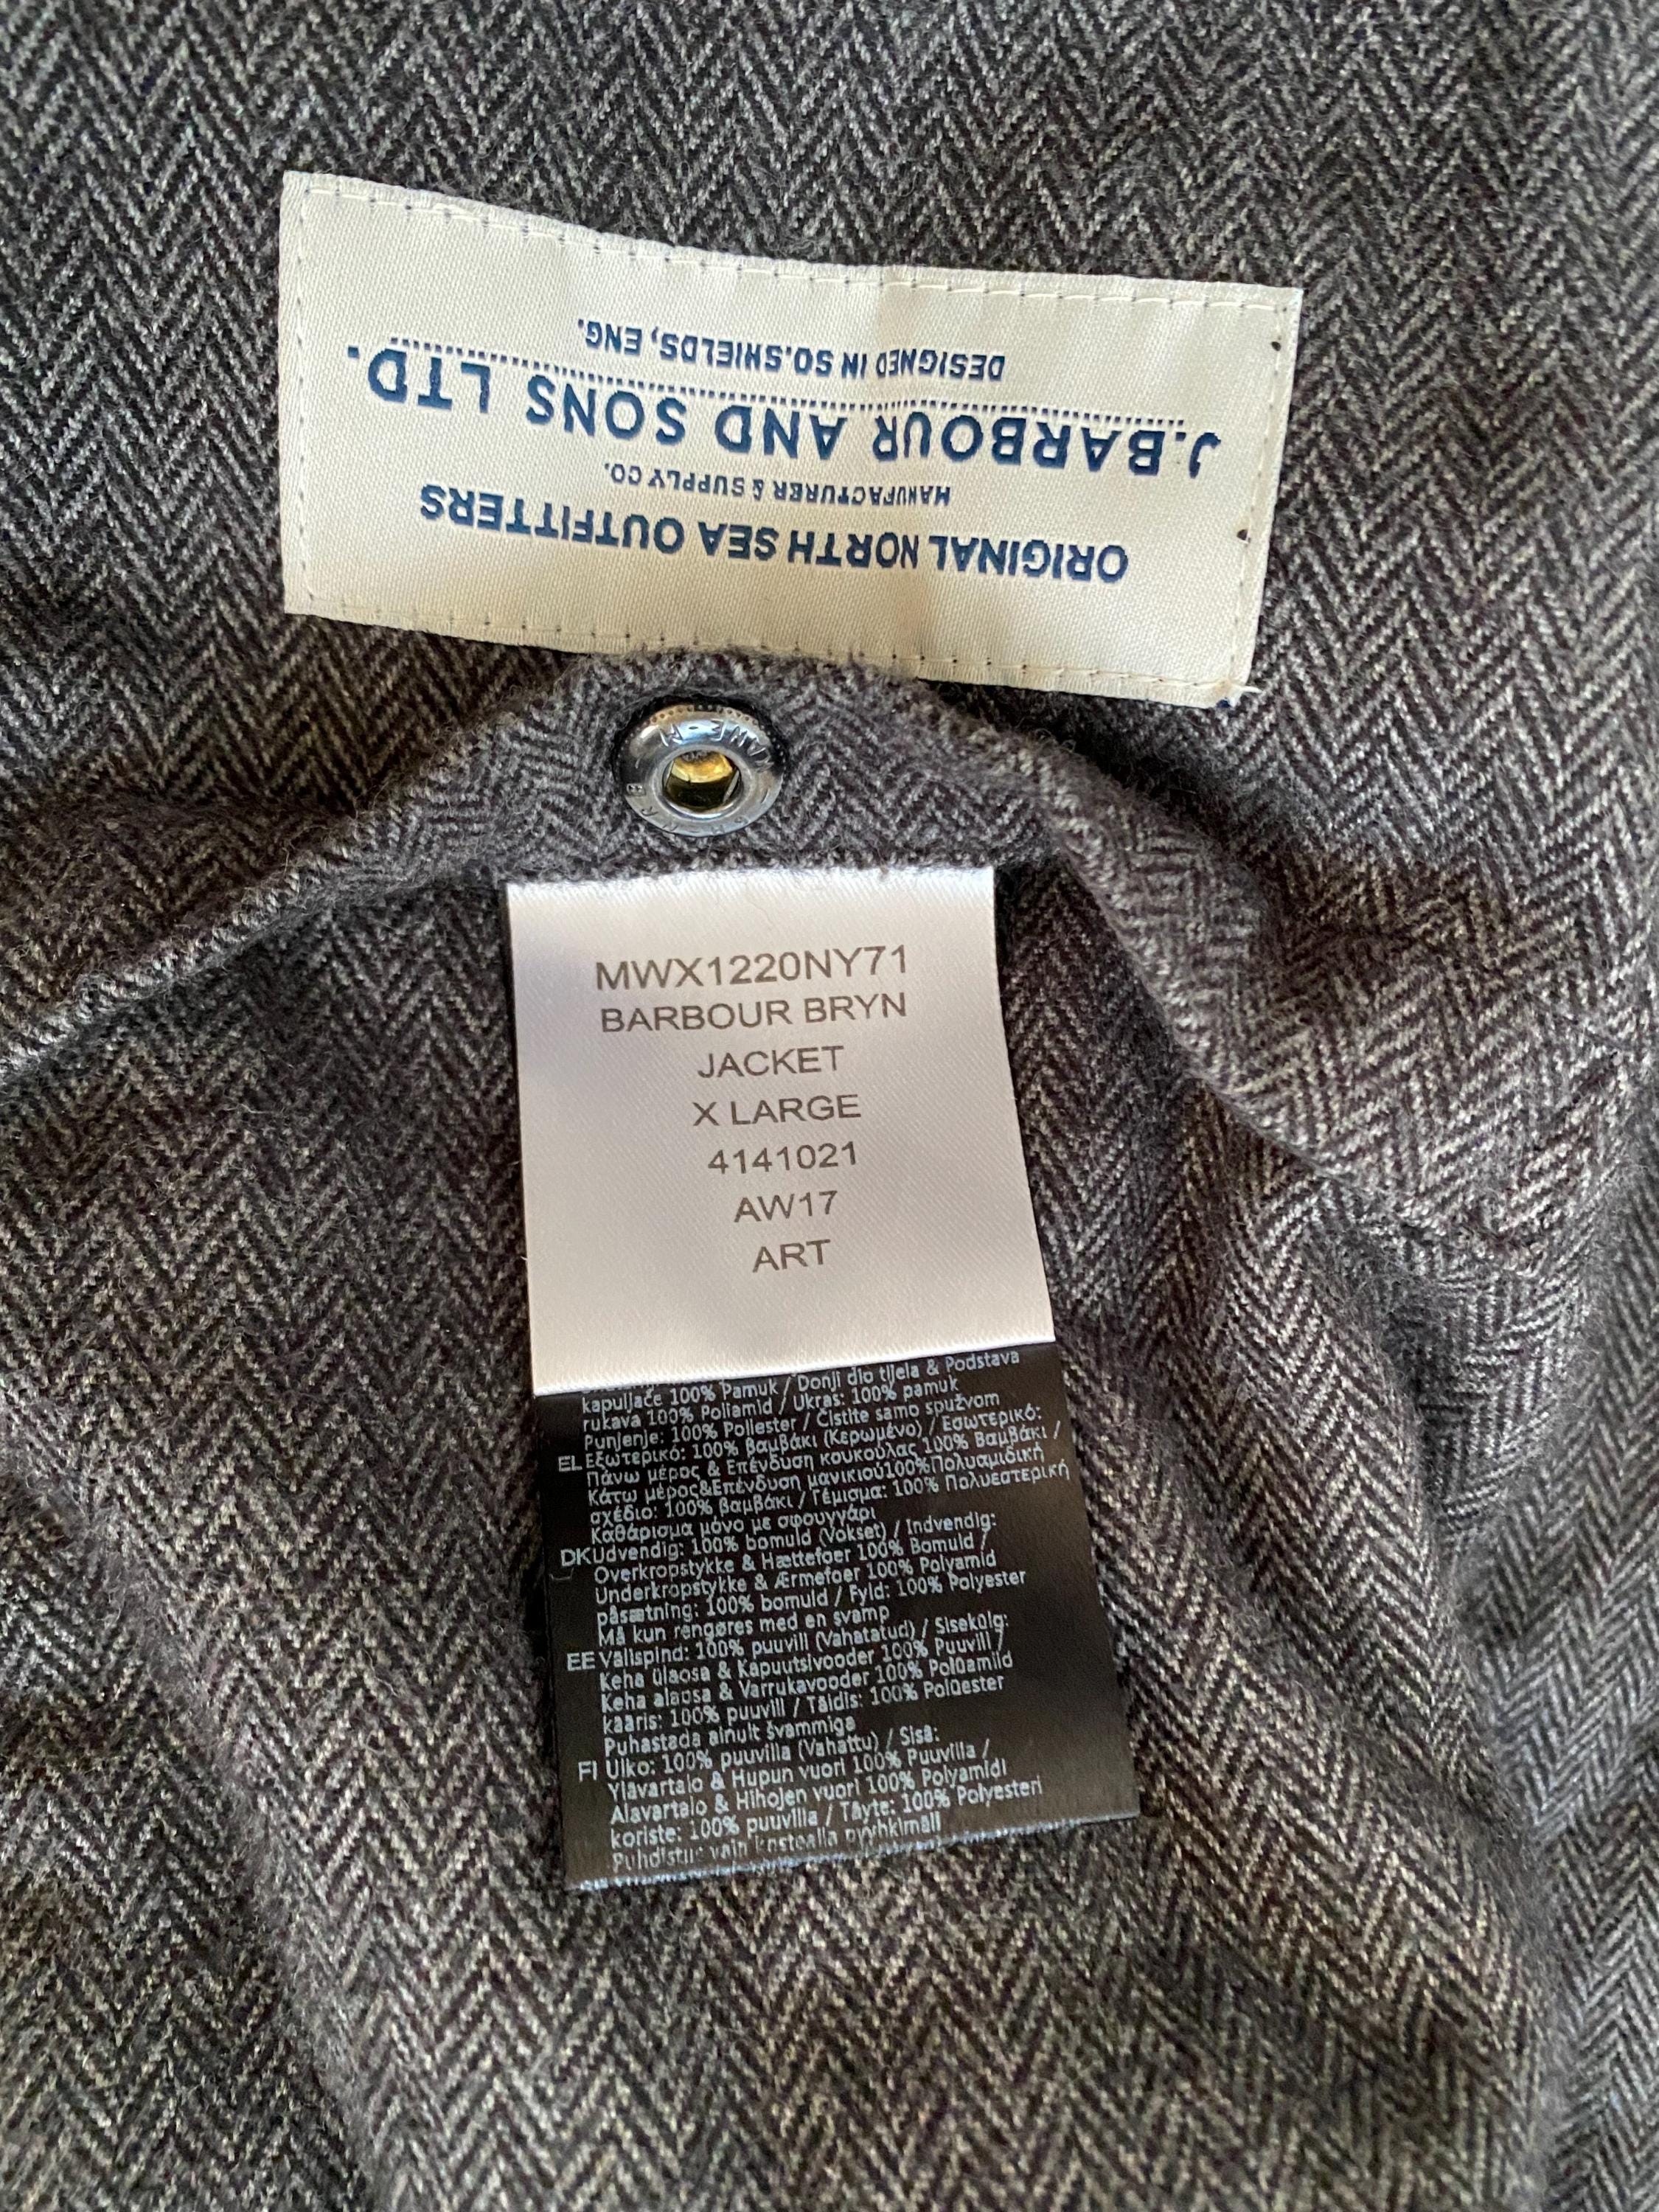 ORIGINAL NORTH SEA OUTFITTERS
MANUFACTURER & SUPPLY CO.
J.BARBOUR AND SONS LTD.
DESIGNED IN SO.SHIELDS, ENG.
MWX1220NY71
BARBOUR BRYN
JACKET
X LARGE
4141021
AW17
ART
kapuljače 100% Pamuk / Donji dio tijela & Podstava
rukava 100% Poliamid / Ukras: 100% pamuk
Punjenje: 100% Poliester / Čistite samo spužvom
EL Εξωτερικό: 100% βαμβάκι (Κερωμένο) / Εσωτερικό:
Πάνω μέρος & Επένδυση κουκούλας 100% Βαμβάκι /
Κάτω μέρος&Επένδυση μανικιού100%Πολυαμιδική
σχέδιο: 100% βαμβάκι / Γέμισμα: 100% Πολυεστερική
Καθάρισμα μόνο με σφουγγάρι
DK Udvendig: 100% bomuld (Vokset) / Indvendig:
Overkropstykke & Hættefoer 100% Bomuld /
Underkropstykke & Ærmefoer 100% Polyamid
påsætning: 100% bomuld / Fyld: 100% Polyester
Må kun rengøres med en svamp
EE Välispind: 100% puuvill (Vahatatud) / Sisekülg:
Keha ülaosa & Kapuutsivooder 100% Puuvill /
Keha alaosa & Varrukavooder 100% Polüamiid
kääris: 100% puuvill / Täidis: 100% Polüester
Puhastada ainult švammiga
FI Ulko: 100% puuvilla (Vahattu) / Sisä:
Ylävartalo & Hupun vuori 100% Puuvilla /
Alavartalo & Hihojen vuori 100% Polyamidi
koriste: 100% puuvilla / Täyte: 100% Polyesteri
Puhdistus vain kostealla pyyhkimällä